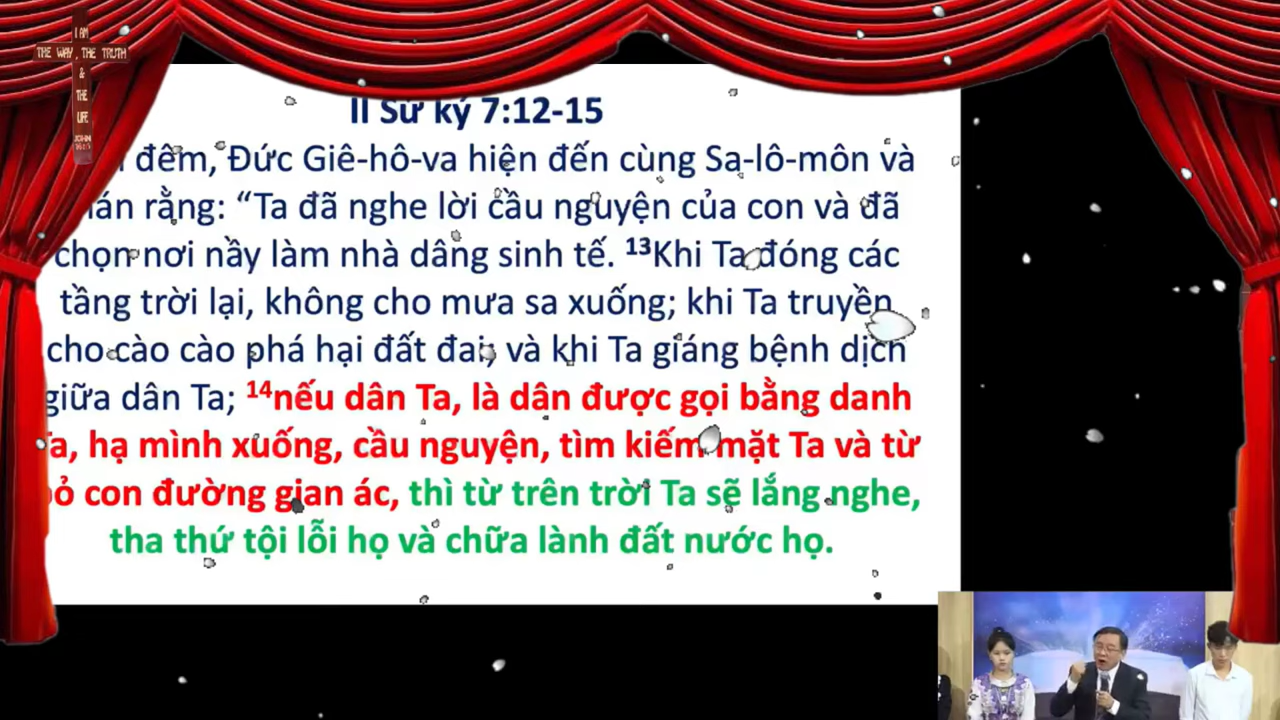 I AM
THE WAY, THE TRUTH
&
THE
LIFE
JOHN
II Sử ký 7:12-15
đêm, Đức Giê-hô-va hiện đến cùng Sa-lô-môn và
rằng: “Ta đã nghe lời cầu nguyện của con và đã
chọn nơi nầy làm nhà dâng sinh tế. ¹³Khi Ta đóng các
tầng trời lại, không cho mưa sa xuống; khi Ta truyền
cho cào cào phá hại đất đai; và khi Ta giáng bệnh dịch
giữa dân Ta; ¹⁴nếu dân Ta, là dân được gọi bằng danh
Ta, hạ mình xuống, cầu nguyện, tìm kiếm mặt Ta và từ
bỏ con đường gian ác, thì từ trên trời Ta sẽ lắng nghe,
tha thứ tội lỗi họ và chữa lành đất nước họ.